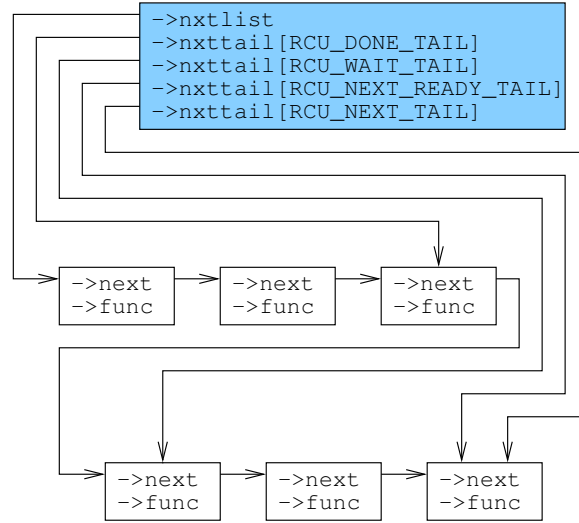 ->nxtlist
->nxttail[RCU_DONE_TAIL]
->nxttail[RCU_WAIT_TAIL]
->nxttail[RCU_NEXT_READY_TAIL]
->nxttail[RCU_NEXT_TAIL]
->next ->next ->next
->func ->func ->func
->next ->next ->next
->func ->func ->func